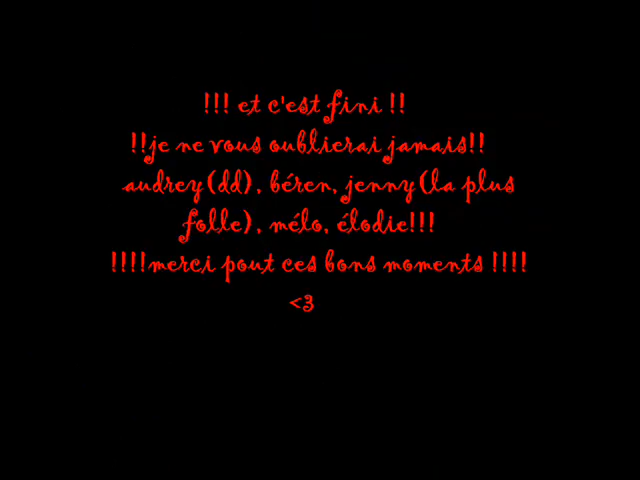 !!! et c'est fini !!
!!je ne vous oublierai jamais!!
audrey(dd), béren, jenny(la plus
folle), mélo, élodie!!!
!!!!merci pout ces bons moments !!!!
<3